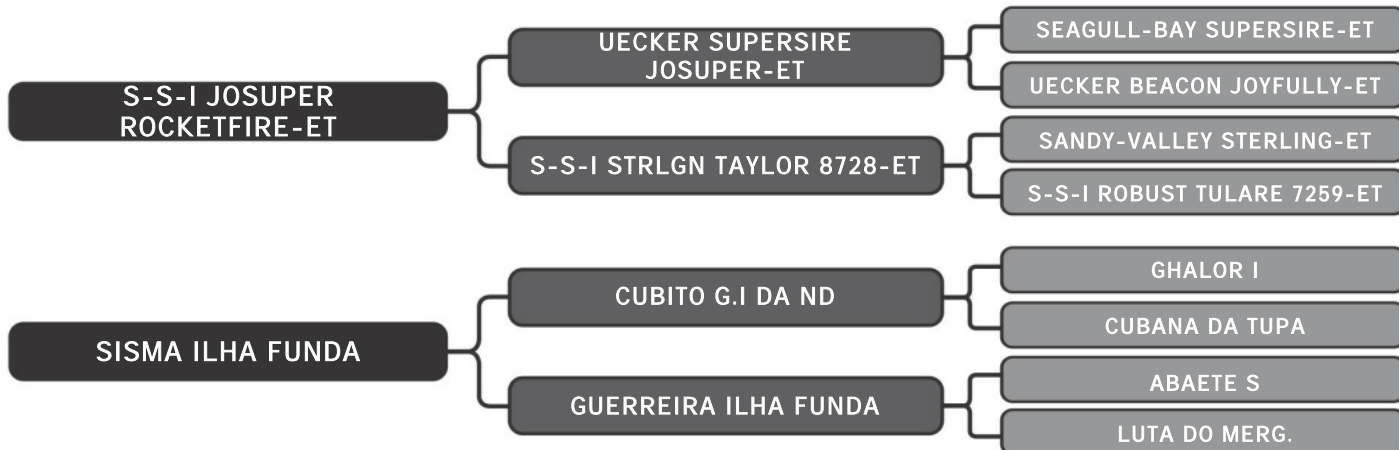 S-S-I JOSUPER
ROCKETFIRE-ET
UECKER SUPERSIRE
JOSUPER-ET
SEAGULL-BAY SUPERSIRE-ET
UECKER BEACON JOYFULLY-ET
S-S-I STRLGN TAYLOR 8728-ET
SANDY-VALLEY STERLING-ET
S-S-I ROBUST TULARE 7259-ET
SISMA ILHA FUNDA
CUBITO G.I DA ND
GHALOR I
CUBANA DA TUPA
GUERREIRA ILHA FUNDA
ABAETE S
LUTA DO MERG.